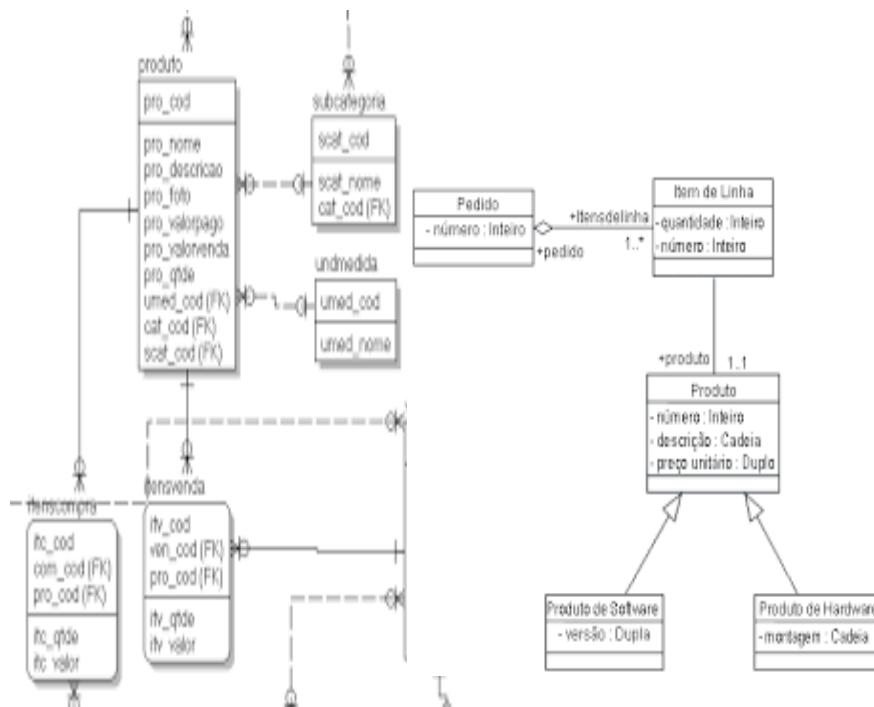 produto
pro_cod
pro_nome
pro_descricao
pro_foto
pro_valorpago
pro_valorvenda
pro_qtde
umed_cod (FK)
cat_cod (FK)
scat_cod (FK)
subcategoria
scat_cod
scat_nome
cat_cod (FK)
undmedida
umed_cod
umed_nome
itenscompra
itc_cod
com_cod (FK)
pro_cod (FK)
itc_qtde
itc_valor
itensvenda
itv_cod
ven_cod (FK)
pro_cod (FK)
itv_qtde
itv_valor
Pedido
- número : Inteiro
+Itensdelinha
1..*
+pedido
Item de Linha
- quantidade : Inteiro
- número : Inteiro
+produto
1..1
Produto
- número : Inteiro
- descrição : Cadeia
- preço unitário : Dupla
Produto de Software
- versão : Dupla
Produto de Hardware
- montagem : Cadeia